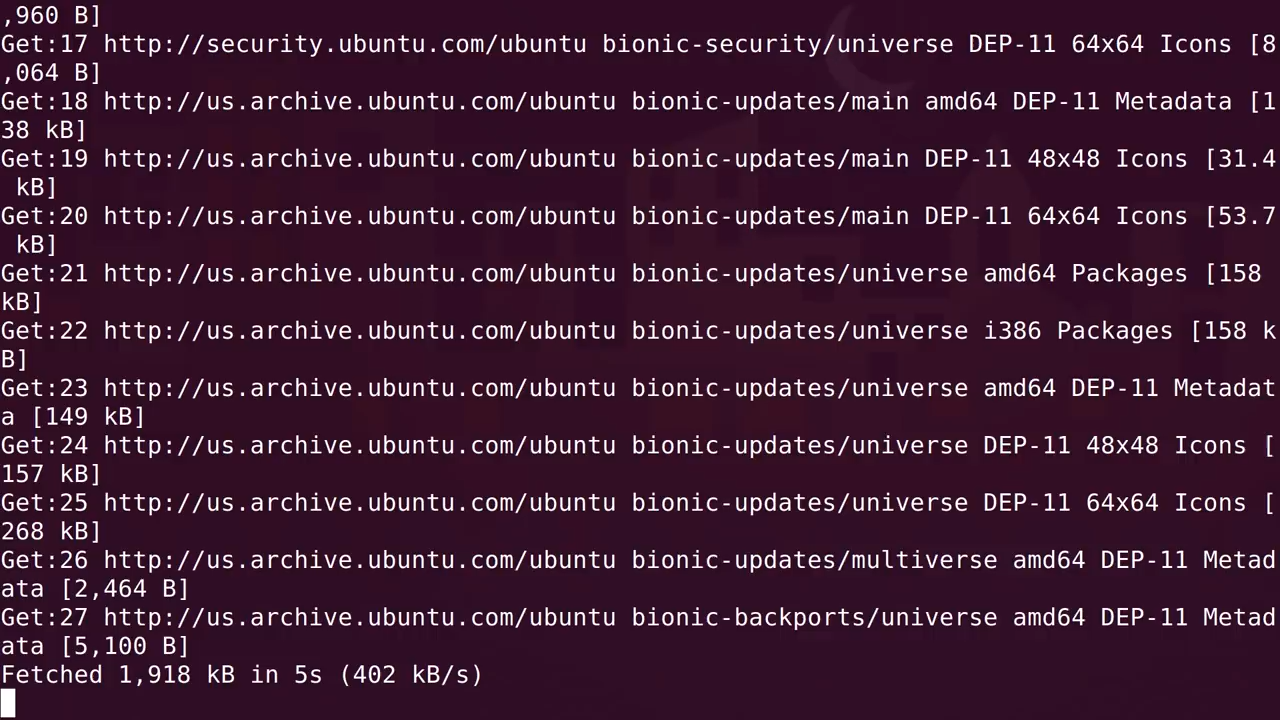 ,960 B]
Get:17 http://security.ubuntu.com/ubuntu bionic-security/universe DEP-11 64x64 Icons [8
,064 B]
Get:18 http://us.archive.ubuntu.com/ubuntu bionic-updates/main amd64 DEP-11 Metadata [1
38 kB]
Get:19 http://us.archive.ubuntu.com/ubuntu bionic-updates/main DEP-11 48x48 Icons [31.4
 kB]
Get:20 http://us.archive.ubuntu.com/ubuntu bionic-updates/main DEP-11 64x64 Icons [53.7
 kB]
Get:21 http://us.archive.ubuntu.com/ubuntu bionic-updates/universe amd64 Packages [158
kB]
Get:22 http://us.archive.ubuntu.com/ubuntu bionic-updates/universe i386 Packages [158 k
B]
Get:23 http://us.archive.ubuntu.com/ubuntu bionic-updates/universe amd64 DEP-11 Metadat
a [149 kB]
Get:24 http://us.archive.ubuntu.com/ubuntu bionic-updates/universe DEP-11 48x48 Icons [
157 kB]
Get:25 http://us.archive.ubuntu.com/ubuntu bionic-updates/universe DEP-11 64x64 Icons [
268 kB]
Get:26 http://us.archive.ubuntu.com/ubuntu bionic-updates/multiverse amd64 DEP-11 Metad
ata [2,464 B]
Get:27 http://us.archive.ubuntu.com/ubuntu bionic-backports/universe amd64 DEP-11 Metad
ata [5,100 B]
Fetched 1,918 kB in 5s (402 kB/s)